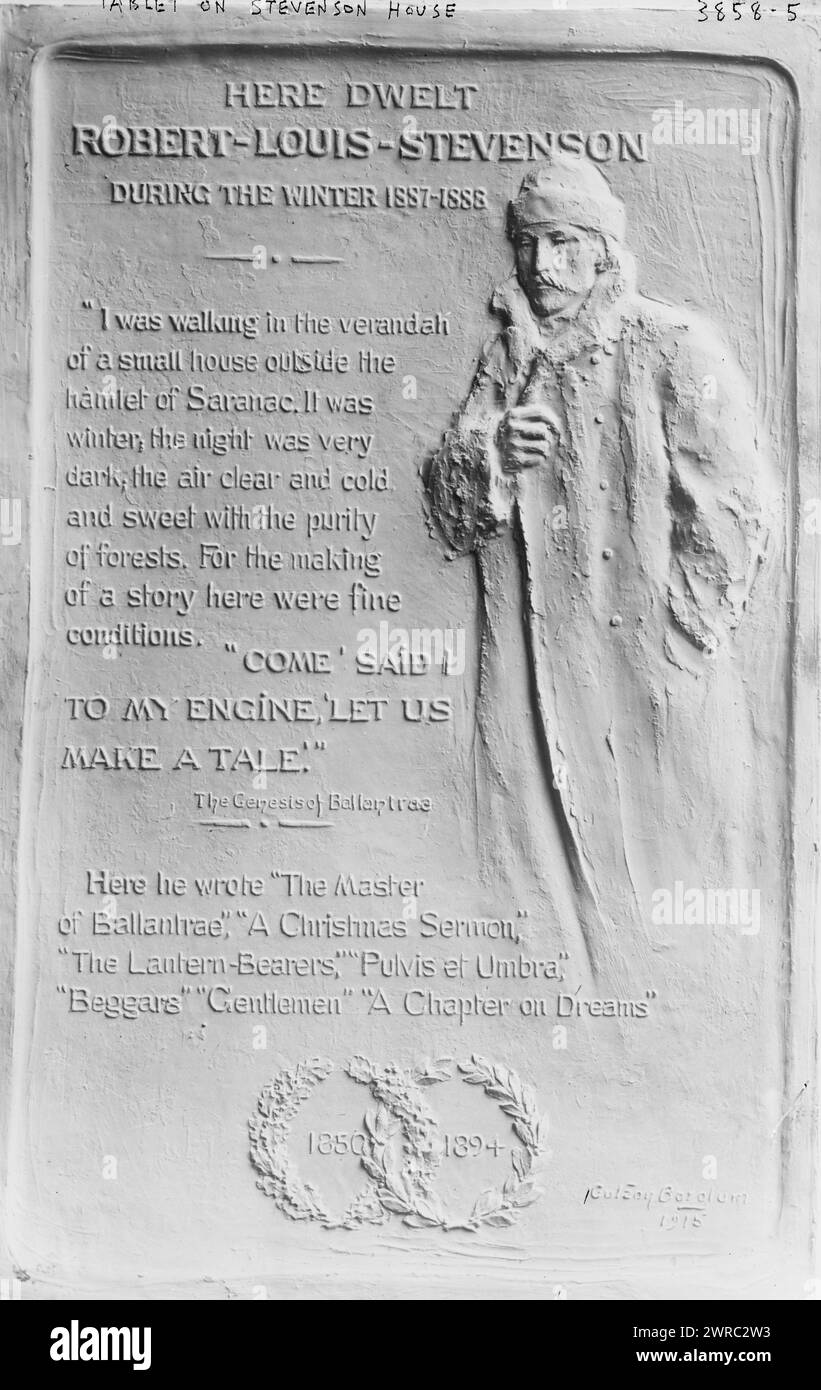 TABLET ON STEVENSON HOUSE 3858-5
HERE DWELT
ROBERT-LOUIS-STEVENSON
DURING THE WINTER 1887-1888
"I was walking in the verandah
of a small house outside the
hamlet of Saranac. It was
winter; the night was very
dark; the air clear and cold
and sweet with the purity
of forests. For the making
of a story here were fine
conditions.
"COME' SAID I
TO MY ENGINE, 'LET US
MAKE A TALE.'"
The Genesis of Ballantrae
Here he wrote "The Master
of Ballantrae", "A Christmas Sermon,"
"The Lantern-Bearers," "Pulvis et Umbra,"
"Beggars" "Gentlemen" "A Chapter on Dreams"
1850 1894
Gutzon Borglum
1915
alamy
alamy
alamy
alamy
alamy
Image ID: 2WRC2W3
www.alamy.com